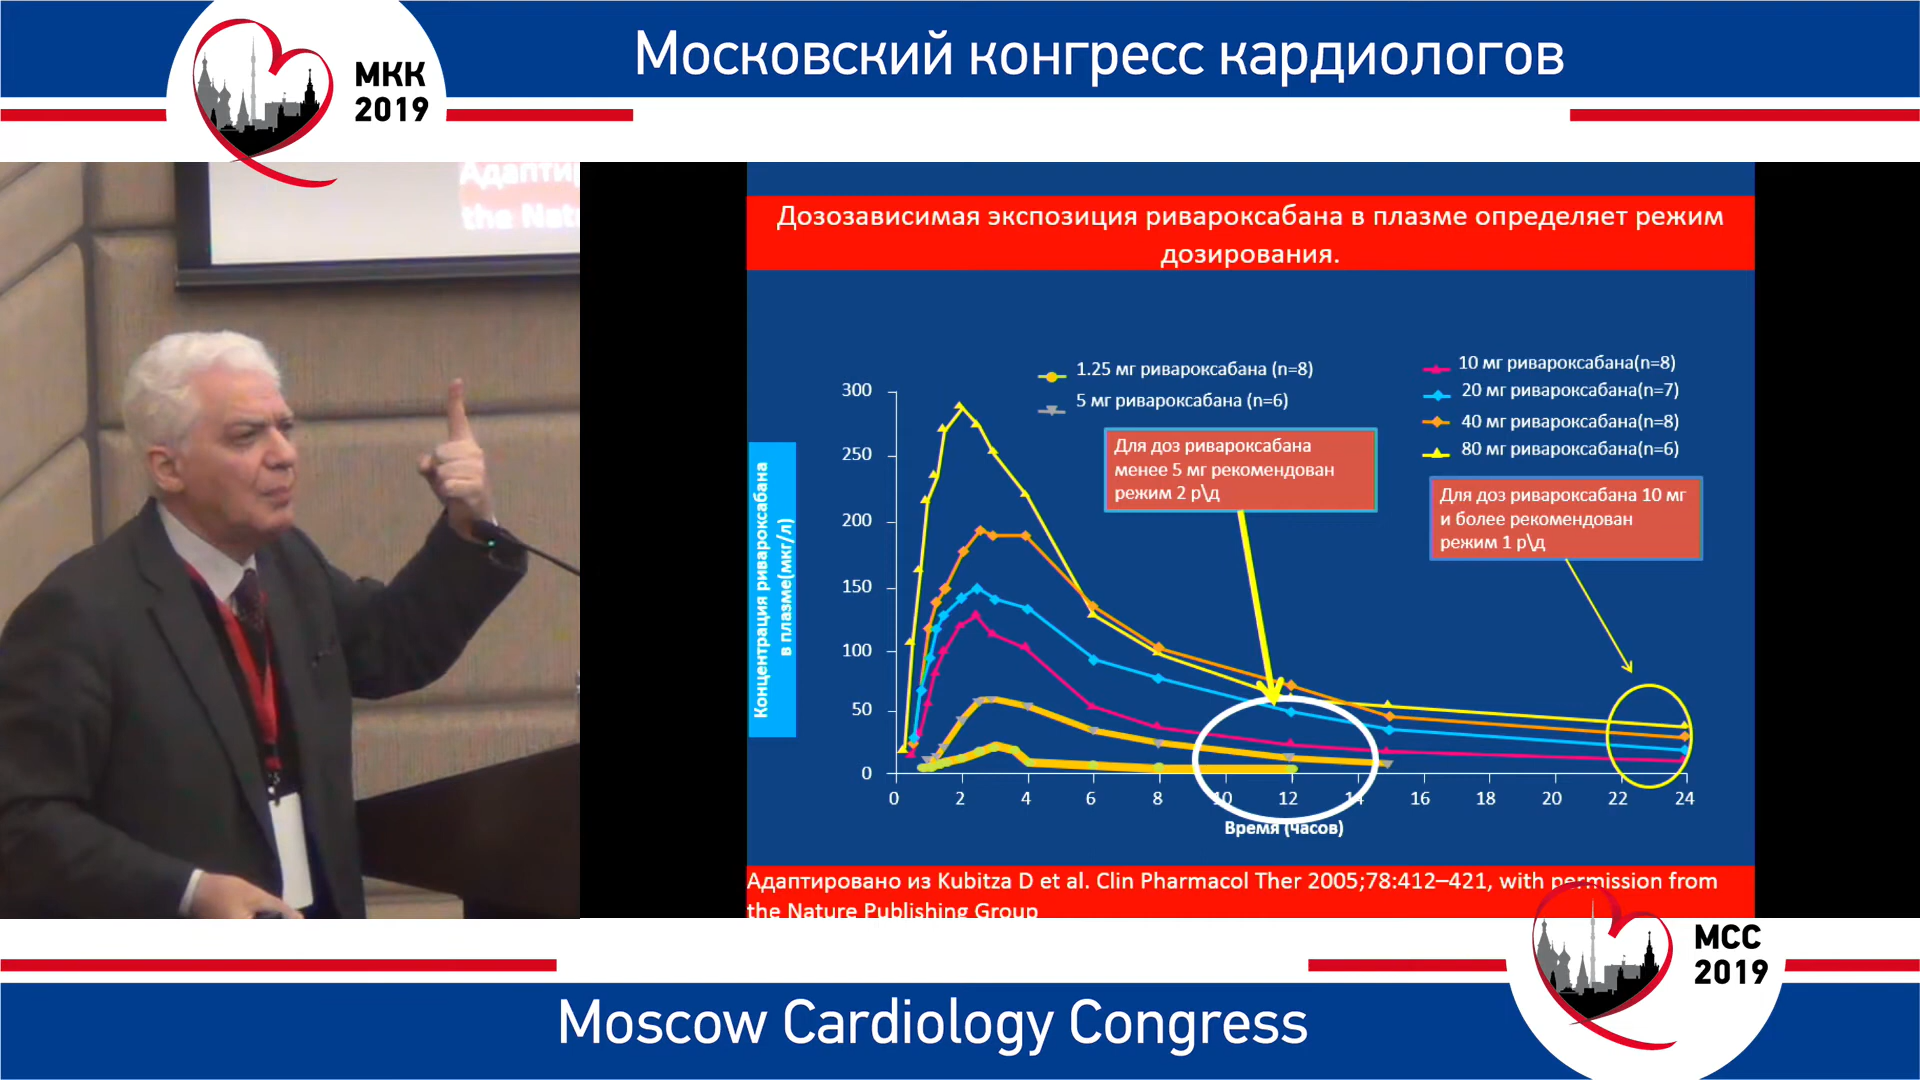 Московский конгресс кардиологов
МКК
2019
Адапти
the Nat
Дозозависимая экспозиция ривароксабана в плазме определяет режим
дозирования.
1.25 мг ривароксабана (n=8)
5 мг ривароксабана (n=6)
10 мг ривароксабана(n=8)
20 мг ривароксабана(n=7)
40 мг ривароксабана(n=8)
80 мг ривароксабана(n=6)
Для доз ривароксабана
менее 5 мг рекомендован
режим 2 р\д
Для доз ривароксабана 10 мг
и более рекомендован
режим 1 р\д
Концентрация ривароксабана
в плазме(мкг/л)
300
250
200
150
100
50
0
0 2 4 6 8 10 12 14 16 18 20 22 24
Время (часов)
Адаптировано из Kubitza D et al. Clin Pharmacol Ther 2005;78:412–421, with permission from
the Nature Publishing Group
MCC
2019
Moscow Cardiology Congress